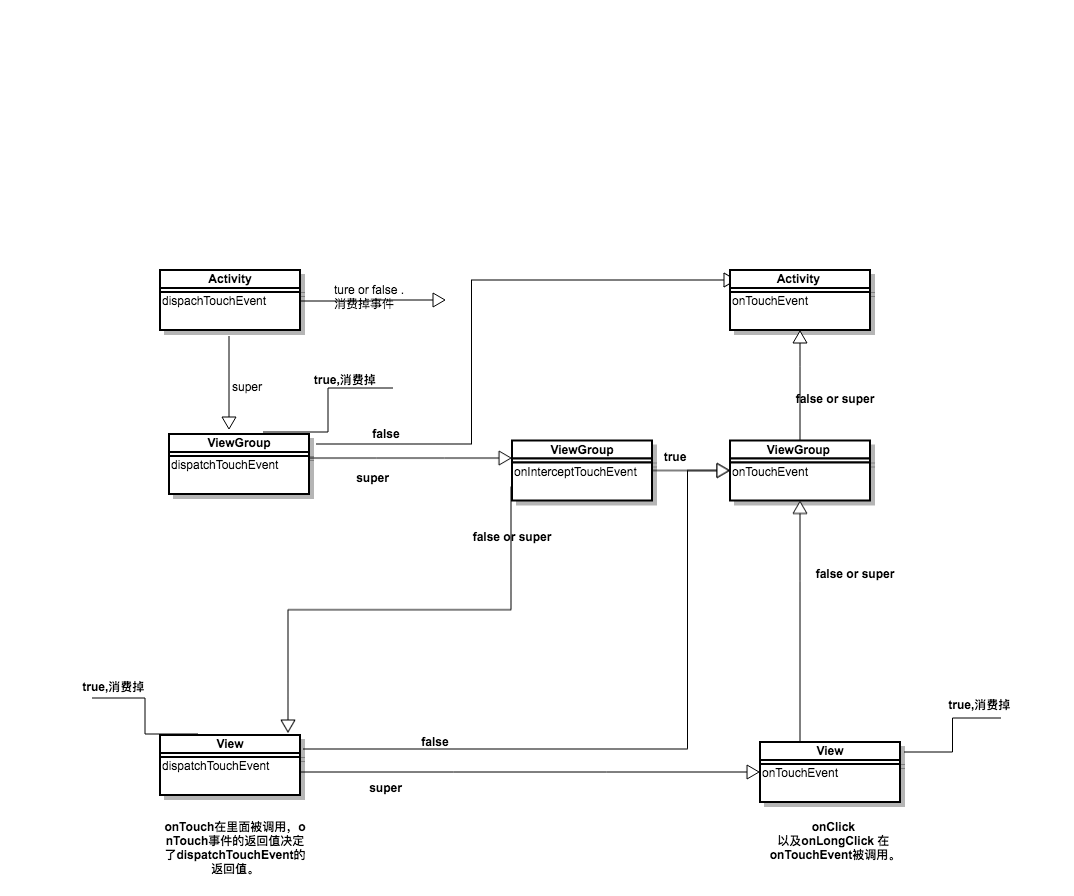 Activity
dispachTouchEvent
ture or false .
消费掉事件
Activity
onTouchEvent
super
true,消费掉
false or super
false
ViewGroup
dispatchTouchEvent
super
ViewGroup
onInterceptTouchEvent
true
ViewGroup
onTouchEvent
false or super
false or super
true,消费掉
true,消费掉
View
dispatchTouchEvent
false
super
View
onTouchEvent
onTouch在里面被调用，o
nTouch事件的返回值决定
了dispatchTouchEvent的
返回值。
onClick
以及onLongClick 在
onTouchEvent被调用。